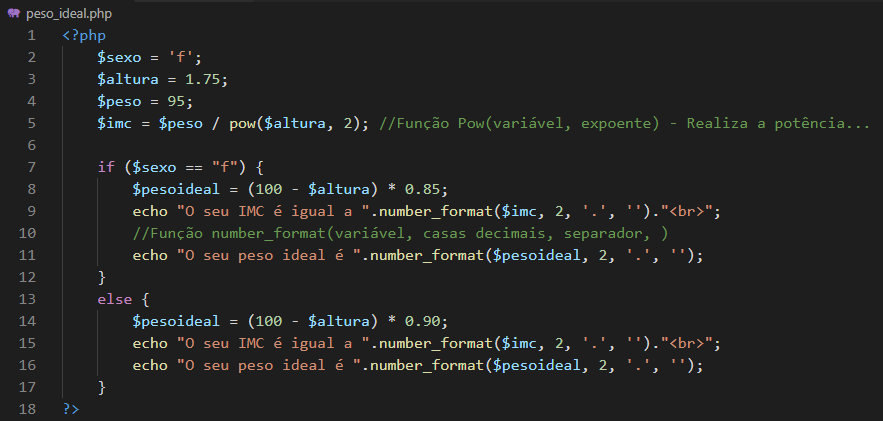 peso_ideal.php
1 <?php
2 $sexo = 'f';
3 $altura = 1.75;
4 $peso = 95;
5 $imc = $peso / pow($altura, 2); //Função Pow(variável, expoente) - Realiza a potência...
6
7 if ($sexo == "f") {
8 $pesoideal = (100 - $altura) * 0.85;
9 echo "O seu IMC é igual a ".number_format($imc, 2, '.', '')."<br>";
10 //Função number_format(variável, casas decimais, separador, )
11 echo "O seu peso ideal é ".number_format($pesoideal, 2, '.', '');
12 }
13 else {
14 $pesoideal = (100 - $altura) * 0.90;
15 echo "O seu IMC é igual a ".number_format($imc, 2, '.', '')."<br>";
16 echo "O seu peso ideal é ".number_format($pesoideal, 2, '.', '');
17 }
18 ?>